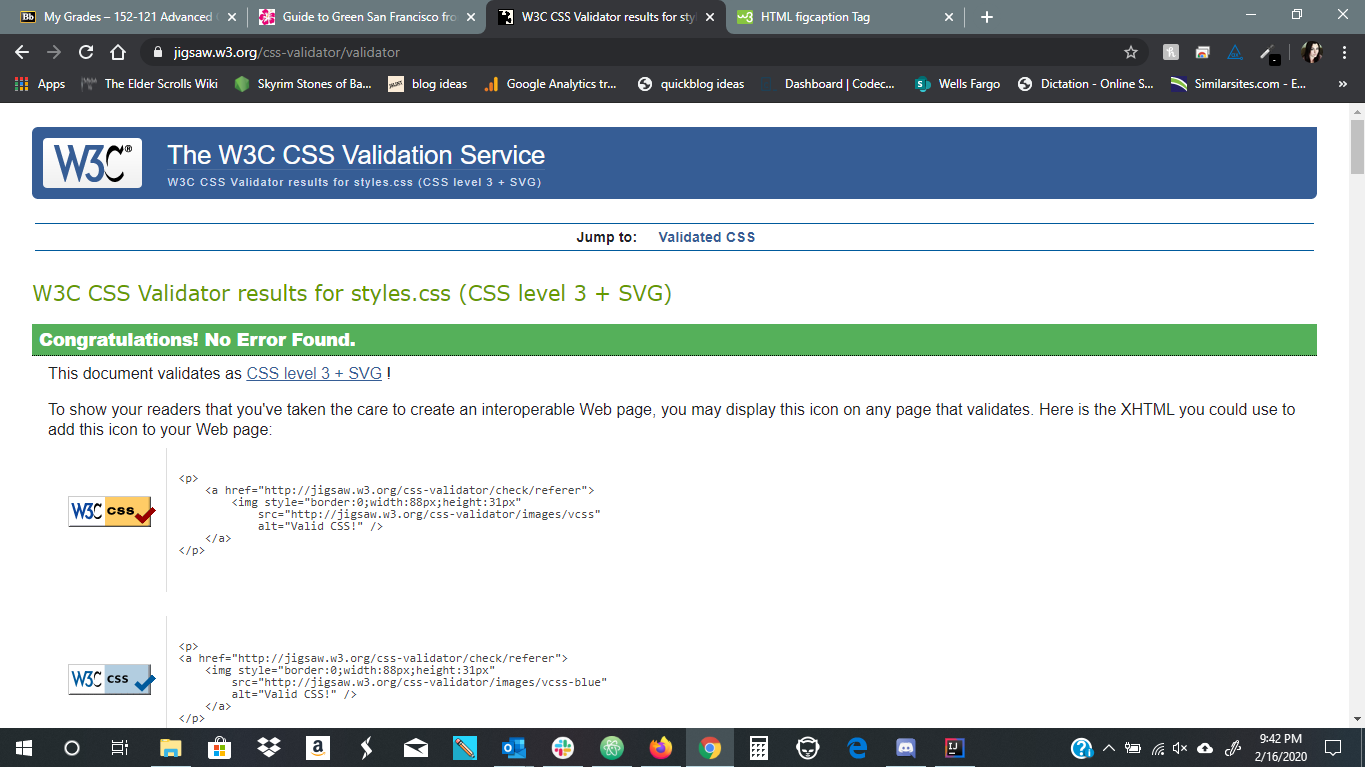 Bb My Grades – 152-121 Advanced
Guide to Green San Francisco fro
W3C CSS Validator results for sty
HTML figcaption Tag
jigsaw.w3.org/css-validator/validator
Apps
The Elder Scrolls Wiki
Skyrim Stones of Ba...
blog ideas
Google Analytics tr...
quickblog ideas
Dashboard | Codec...
Wells Fargo
Dictation - Online S...
Similarsites.com - E...
»
W3C®
The W3C CSS Validation Service
W3C CSS Validator results for styles.css (CSS level 3 + SVG)
Jump to: Validated CSS
W3C CSS Validator results for styles.css (CSS level 3 + SVG)
Congratulations! No Error Found.
This document validates as CSS level 3 + SVG !
To show your readers that you've taken the care to create an interoperable Web page, you may display this icon on any page that validates. Here is the XHTML you could use to
add this icon to your Web page:
W3C css
<p>
<a href="http://jigsaw.w3.org/css-validator/check/referer">
<img style="border:0;width:88px;height:31px"
src="http://jigsaw.w3.org/css-validator/images/vcss"
alt="Valid CSS!" />
</a>
</p>
W3C css
<p>
<a href="http://jigsaw.w3.org/css-validator/check/referer">
<img style="border:0;width:88px;height:31px"
src="http://jigsaw.w3.org/css-validator/images/vcss-blue"
alt="Valid CSS!" />
</a>
</p>
9:42 PM
2/16/2020